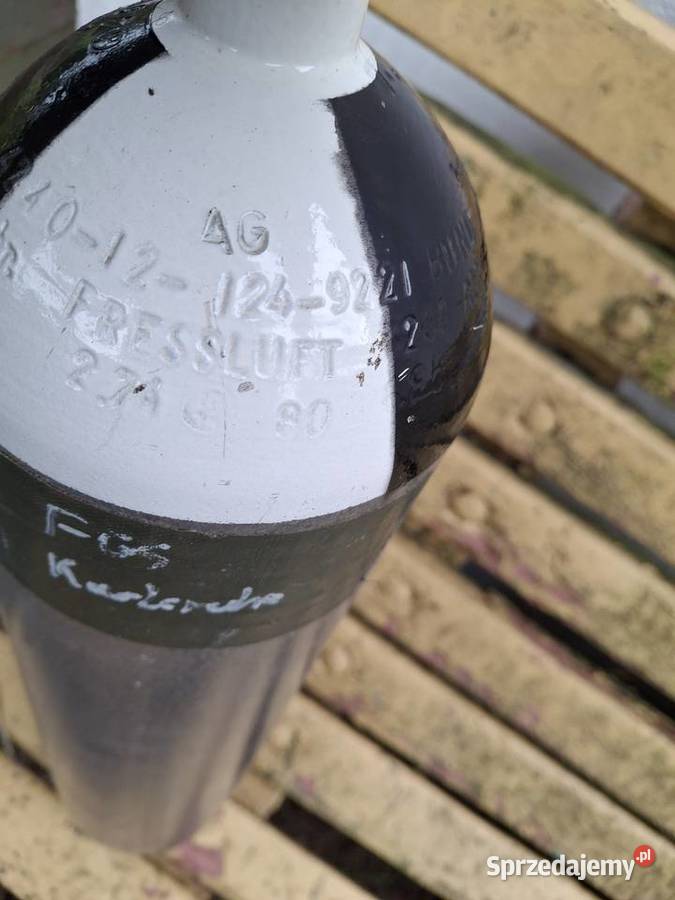 AG
40-12-124-9221
PRESSLUFT
80
FGS
Karlsruhe
Sprzedajemy.pl